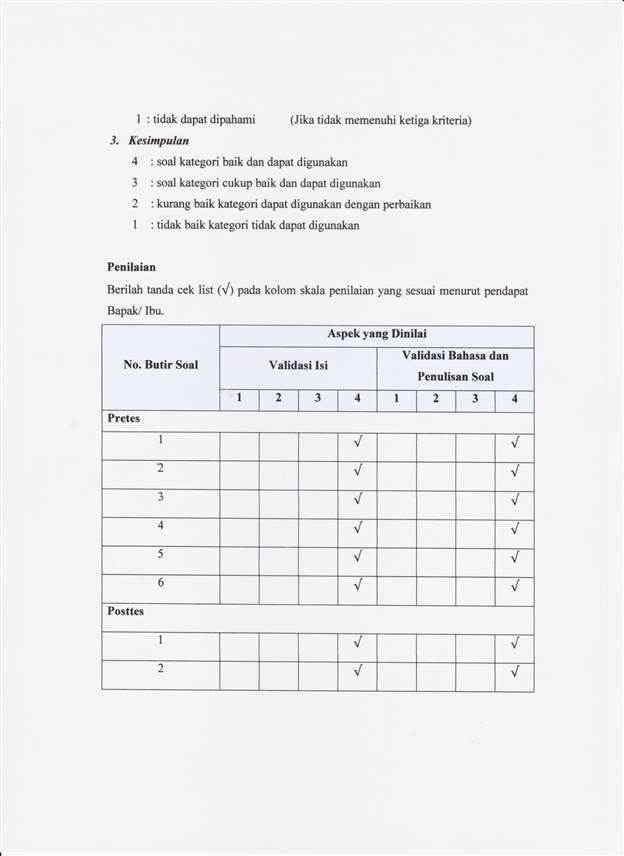 1 : tidak dapat dipahami (Jika tidak memenuhi ketiga kriteria)
3. Kesimpulan
4 : soal kategori baik dan dapat digunakan
3 : soal kategori cukup baik dan dapat digunakan
2 : kurang baik kategori dapat digunakan dengan perbaikan
1 : tidak baik kategori tidak dapat digunakan
Penilaian
Berilah tanda cek list (√) pada kolom skala penilaian yang sesuai menurut pendapat
Bapak/ Ibu.
No. Butir Soal
Aspek yang Dinilai
Validasi Isi
Validasi Bahasa dan
Penulisan Soal
1 2 3 4 1 2 3 4
Pretes
1 √ √
2 √ √
3 √ √
4 √ √
5 √ √
6 √ √
Posttes
1 √ √
2 √ √